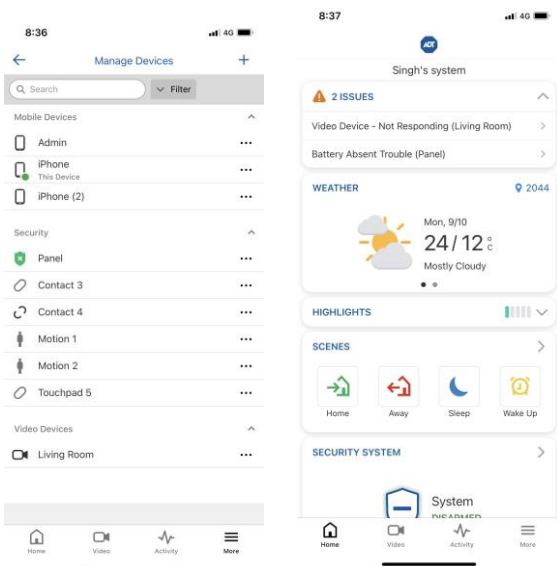 8:36
4G
Manage Devices
Search
Filter
Mobile Devices
Admin
iPhone
This Device
iPhone (2)
Security
Panel
Contact 3
Contact 4
Motion 1
Motion 2
Touchpad 5
Video Devices
Living Room
Home Video Activity More
8:37
4G
ADT
Singh's system
2 ISSUES
Video Device - Not Responding (Living Room)
Battery Absent Trouble (Panel)
WEATHER 2044
Mon, 9/10
24/12 °C
Mostly Cloudy
HIGHLIGHTS
SCENES
Home Away Sleep Wake Up
SECURITY SYSTEM
System
DISARMED
Home Video Activity More